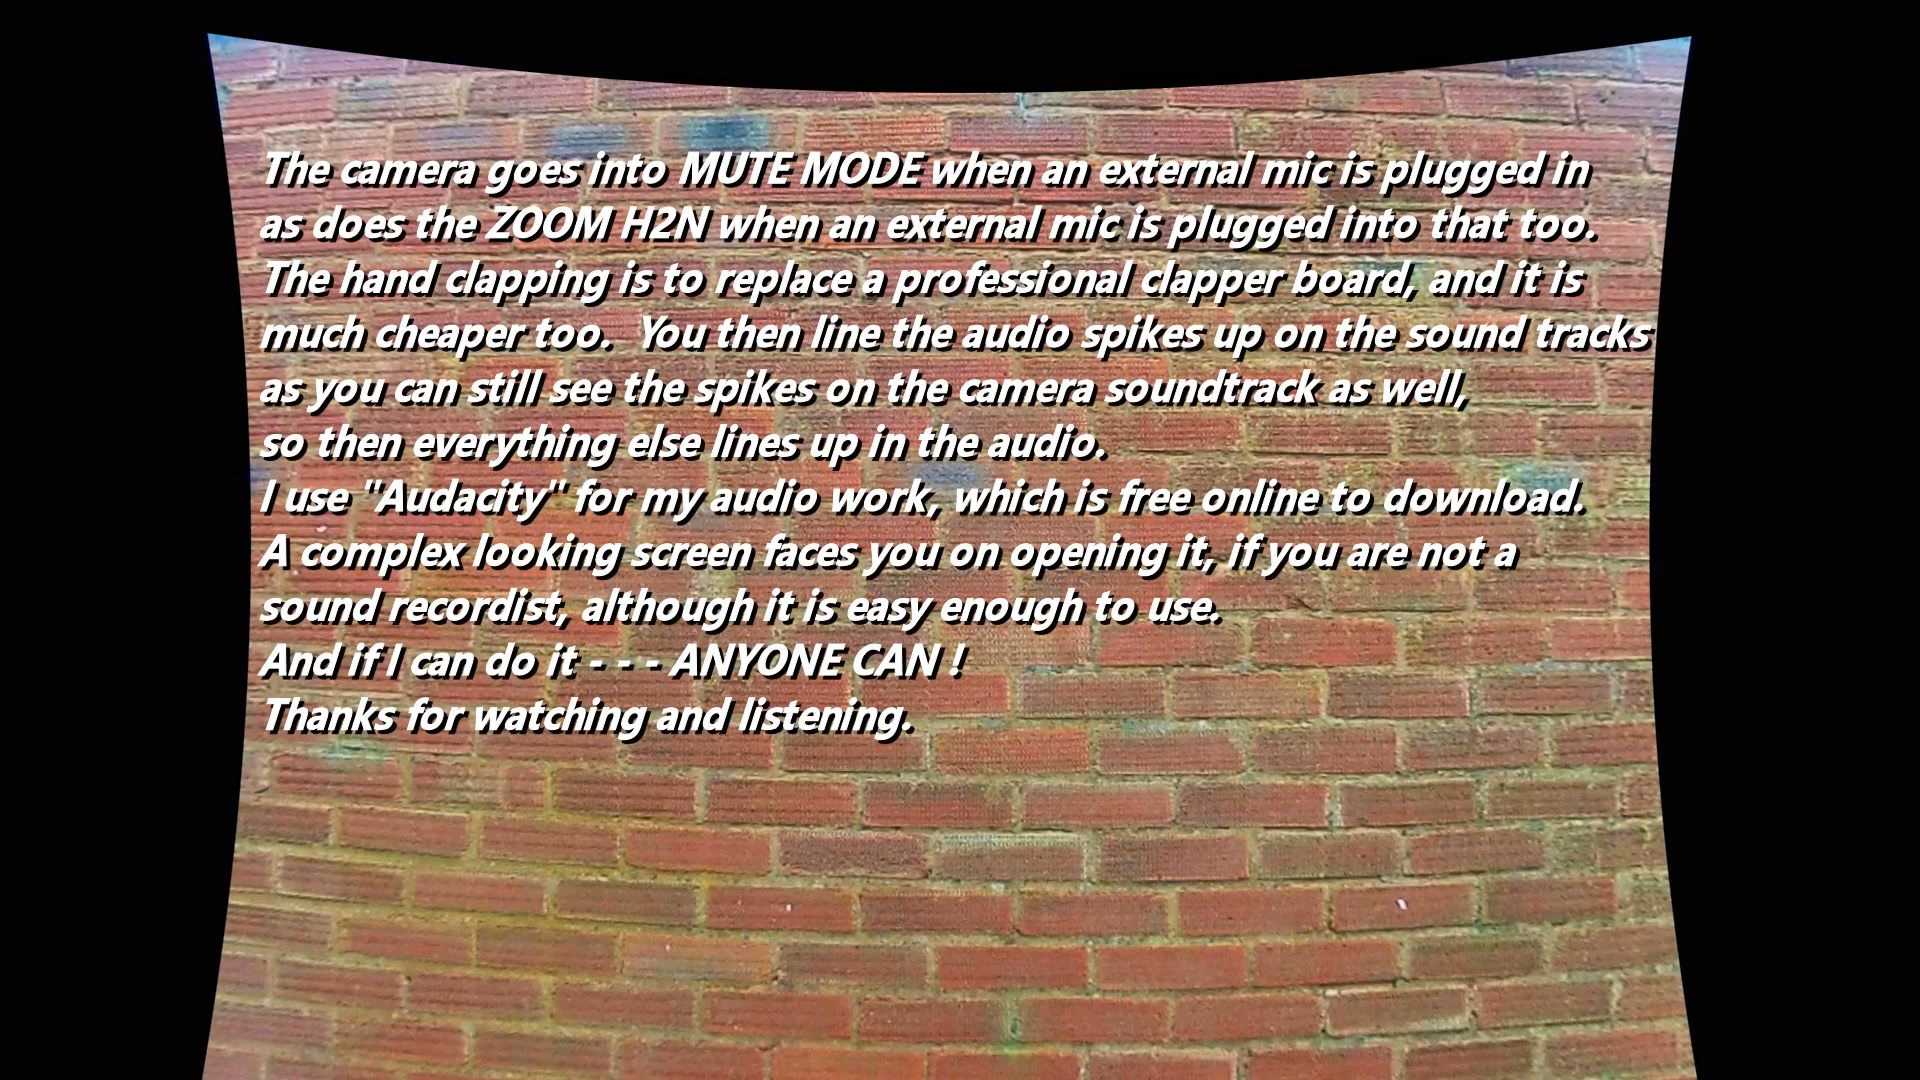 The camera goes into MUTE MODE when an external mic is plugged in
as does the ZOOM H2N when an external mic is plugged into that too.
The hand clapping is to replace a professional clapper board, and it is
much cheaper too.  You then line the audio spikes up on the sound tracks
as you can still see the spikes on the camera soundtrack as well,
so then everything else lines up in the audio.
I use "Audacity" for my audio work, which is free online to download.
A complex looking screen faces you on opening it, if you are not a
sound recordist, although it is easy enough to use.
And if I can do it - - - ANYONE CAN !
Thanks for watching and listening.